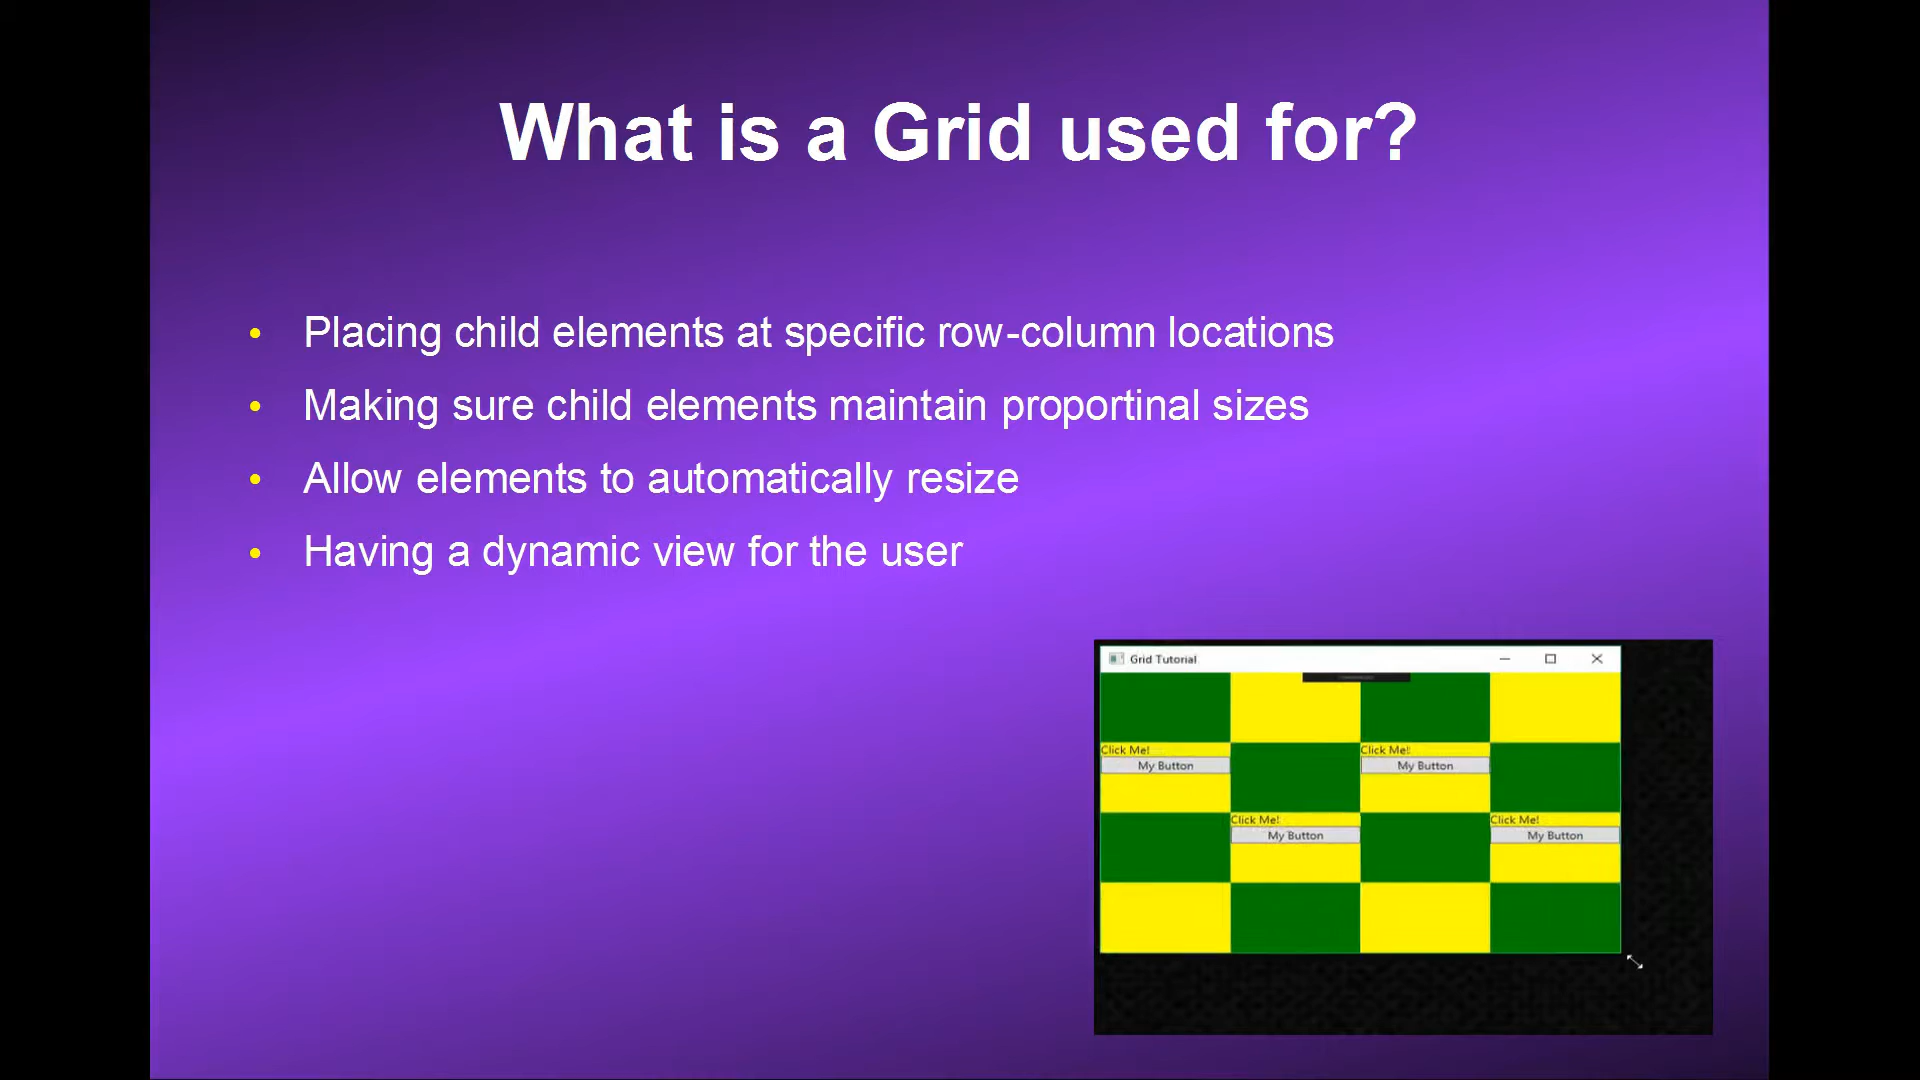 What is a Grid used for?
• Placing child elements at specific row-column locations
• Making sure child elements maintain proportinal sizes
• Allow elements to automatically resize
• Having a dynamic view for the user
Grid Tutorial
Click Me! Click Me!
My Button My Button
Click Me! Click Me!
My Button My Button